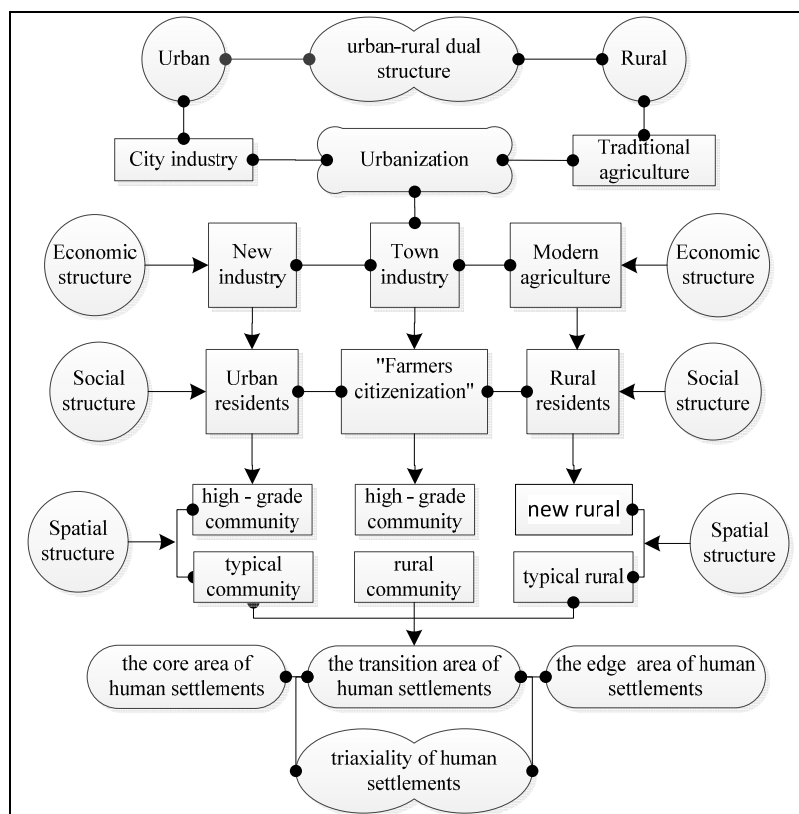 urban-rural dual
structure
Urban
Rural
City industry
Urbanization
Traditional
agriculture
Economic
structure
New
industry
Town
industry
Modern
agriculture
Economic
structure
Social
structure
Urban
residents
"Farmers
citizenization"
Rural
residents
Social
structure
Spatial
structure
high - grade
community
high - grade
community
new rural
Spatial
structure
typical
community
rural
community
typical rural
the core area of
human settlements
the transition area of
human settlements
the edge area of human
settlements
triaxiality of human
settlements